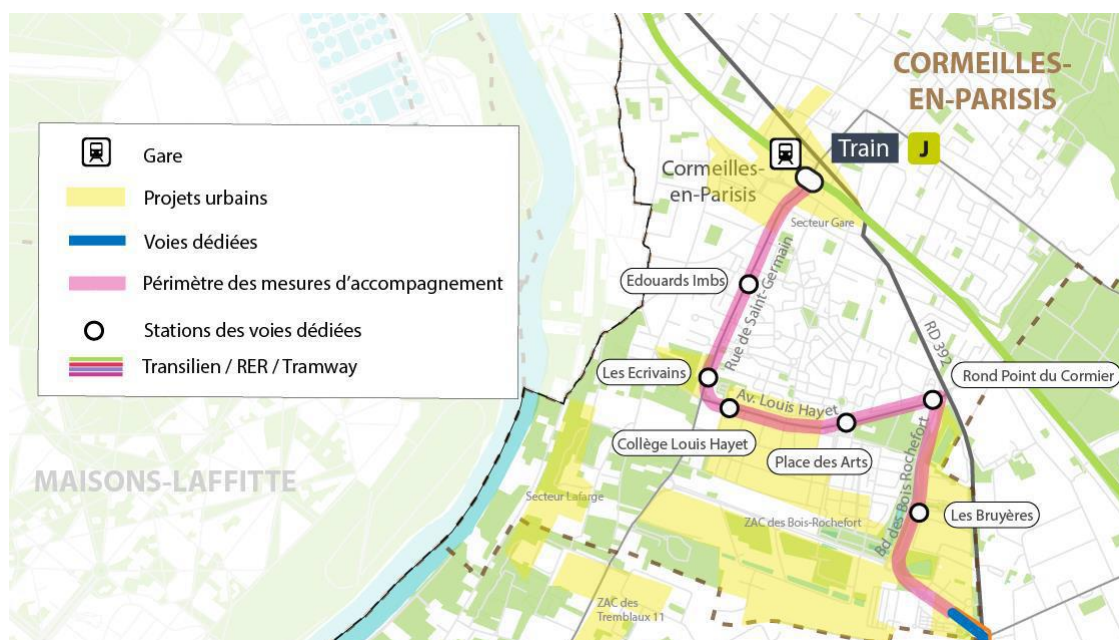 CORMEILLES-
EN-PARISIS
Train J
Gare
Projets urbains
Voies dédiées
Périmètre des mesures d'accompagnement
Stations des voies dédiées
Transilien / RER / Tramway
Cormeilles-
en-Parisis
Secteur Gare
Edouards Imbs
Rue de Saint-Germain
RD 392
Les Ecrivains
Rond Point du Cormier
Av. Louis Hayet
Collège Louis Hayet
Place des Arts
Bd des Bois Rochefort
MAISONS-LAFFITTE
Secteur Lafarge
Les Bruyères
ZAC des Bois-Rochefort
ZAC des
Tremblaux 11